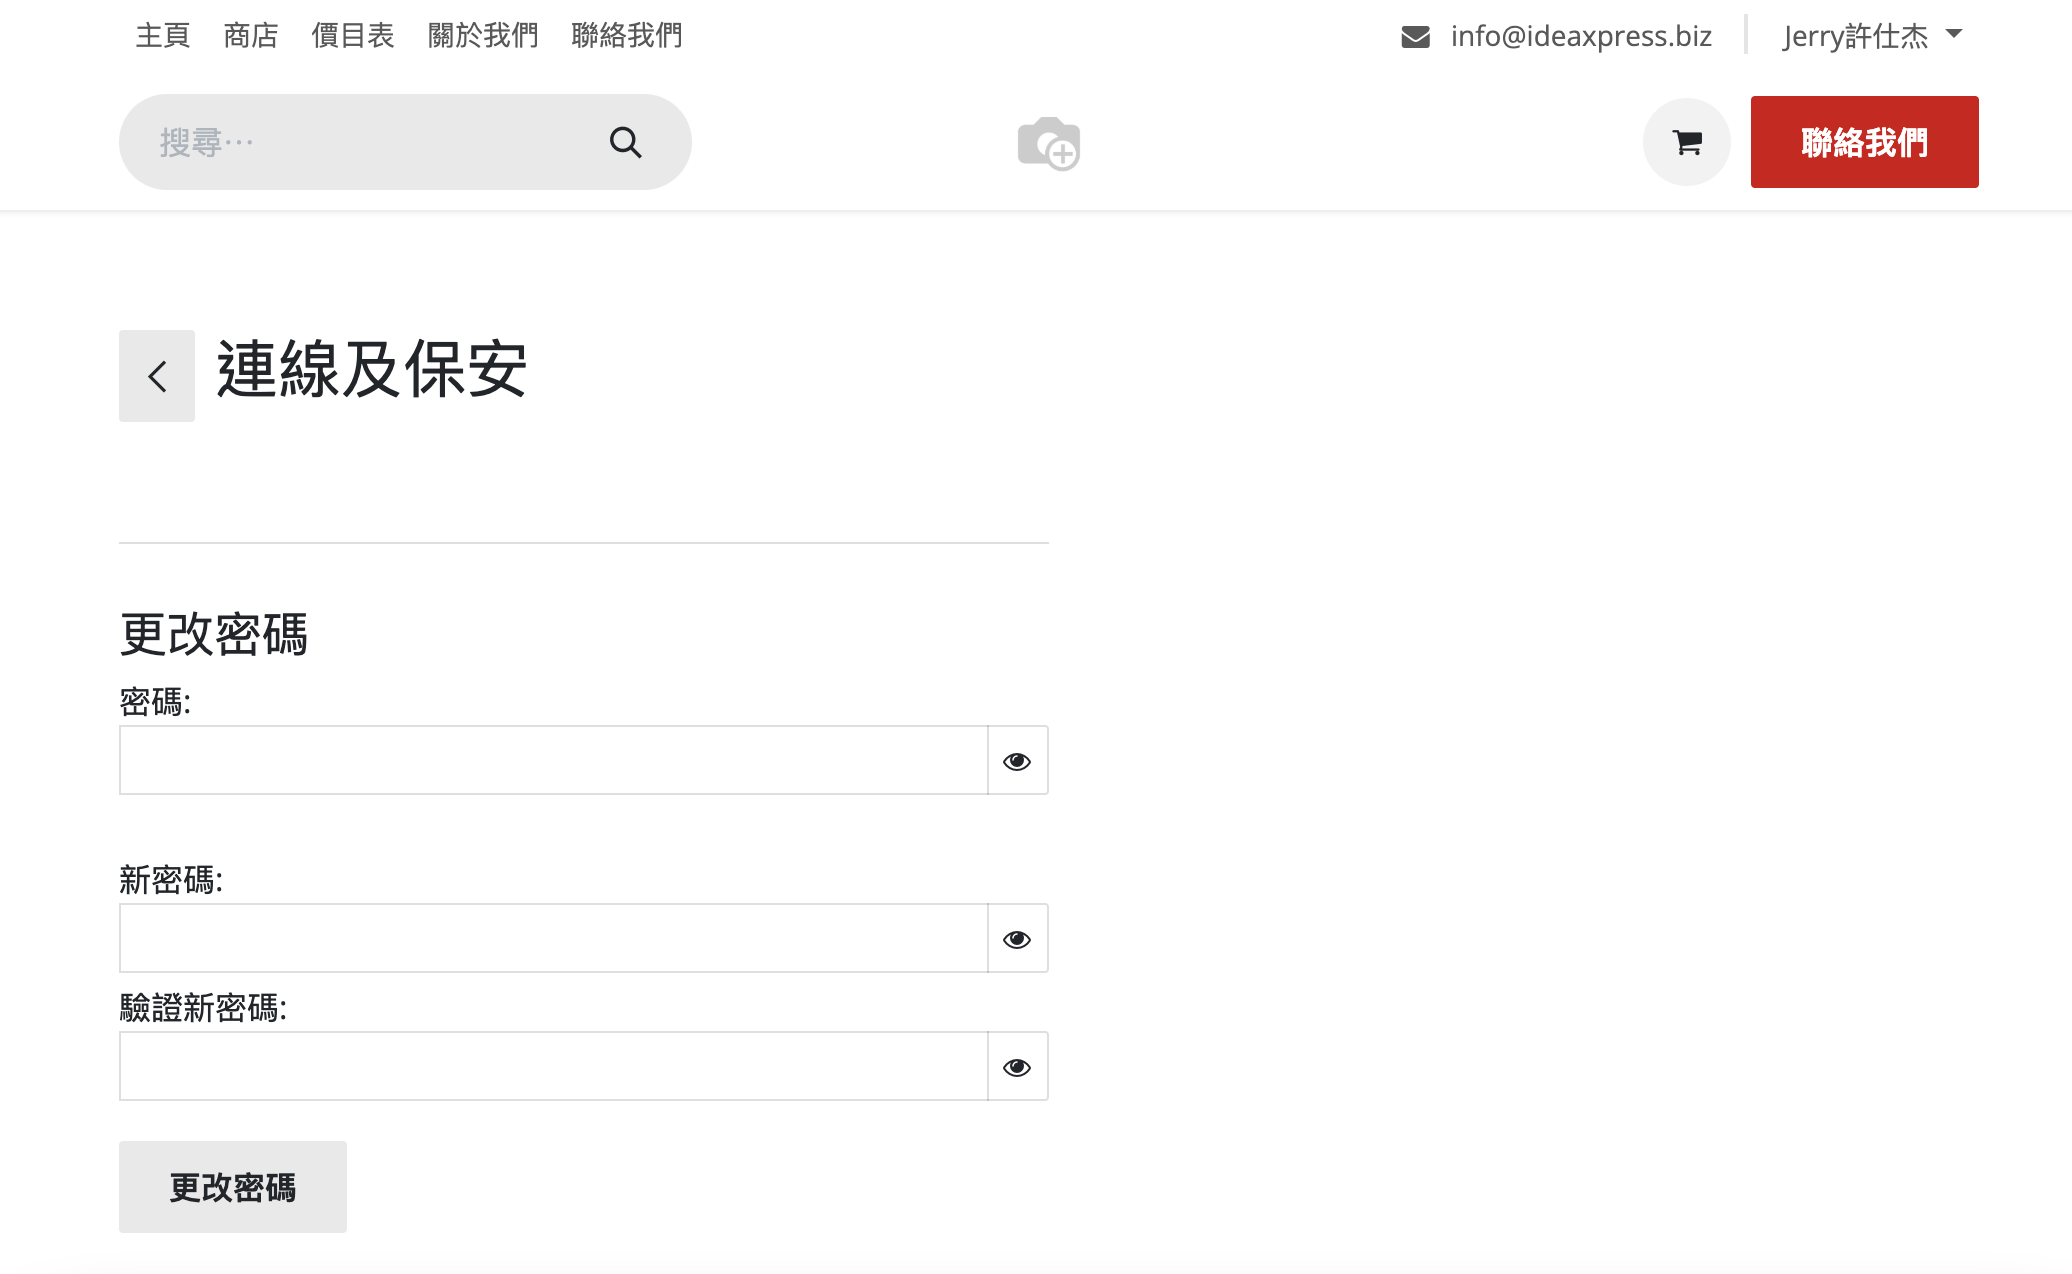 主頁 商店 價目表 關於我們 聯絡我們 info@ideaxpress.biz Jerry許仕杰
搜尋⋯ 聯絡我們
連線及保安
更改密碼
密碼:
新密碼:
驗證新密碼:
更改密碼